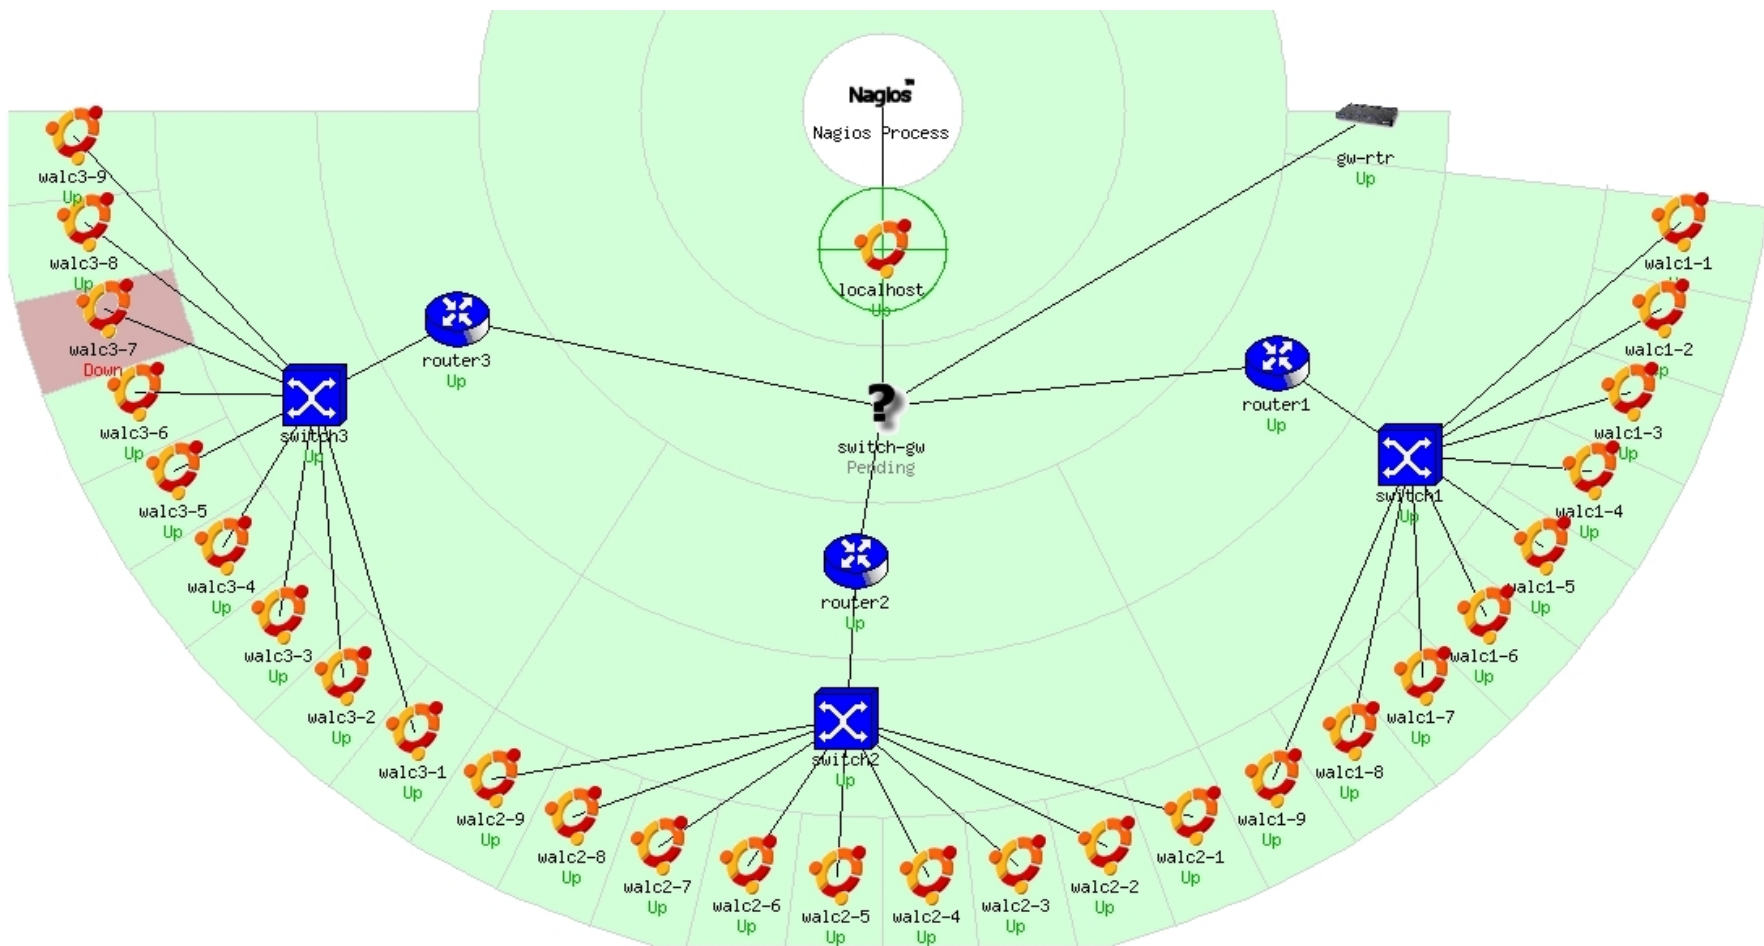 Nagios™
Nagios Process
gw-rtr
Up
localhost
Up
walc3-9
Up
walc3-8
Up
walc3-7
Down
walc3-6
Up
walc3-5
Up
walc3-4
Up
walc3-3
Up
walc3-2
Up
walc3-1
Up
router3
Up
switch3
Up
switch-gw
Pending
router1
Up
switch1
Up
router2
Up
switch2
Up
walc2-9
Up
walc2-8
Up
walc2-7
Up
walc2-6
Up
walc2-5
Up
walc2-4
Up
walc2-3
Up
walc2-2
Up
walc2-1
Up
walc1-9
Up
walc1-8
Up
walc1-7
Up
walc1-6
Up
walc1-5
Up
walc1-4
Up
walc1-3
Up
walc1-2
Up
walc1-1